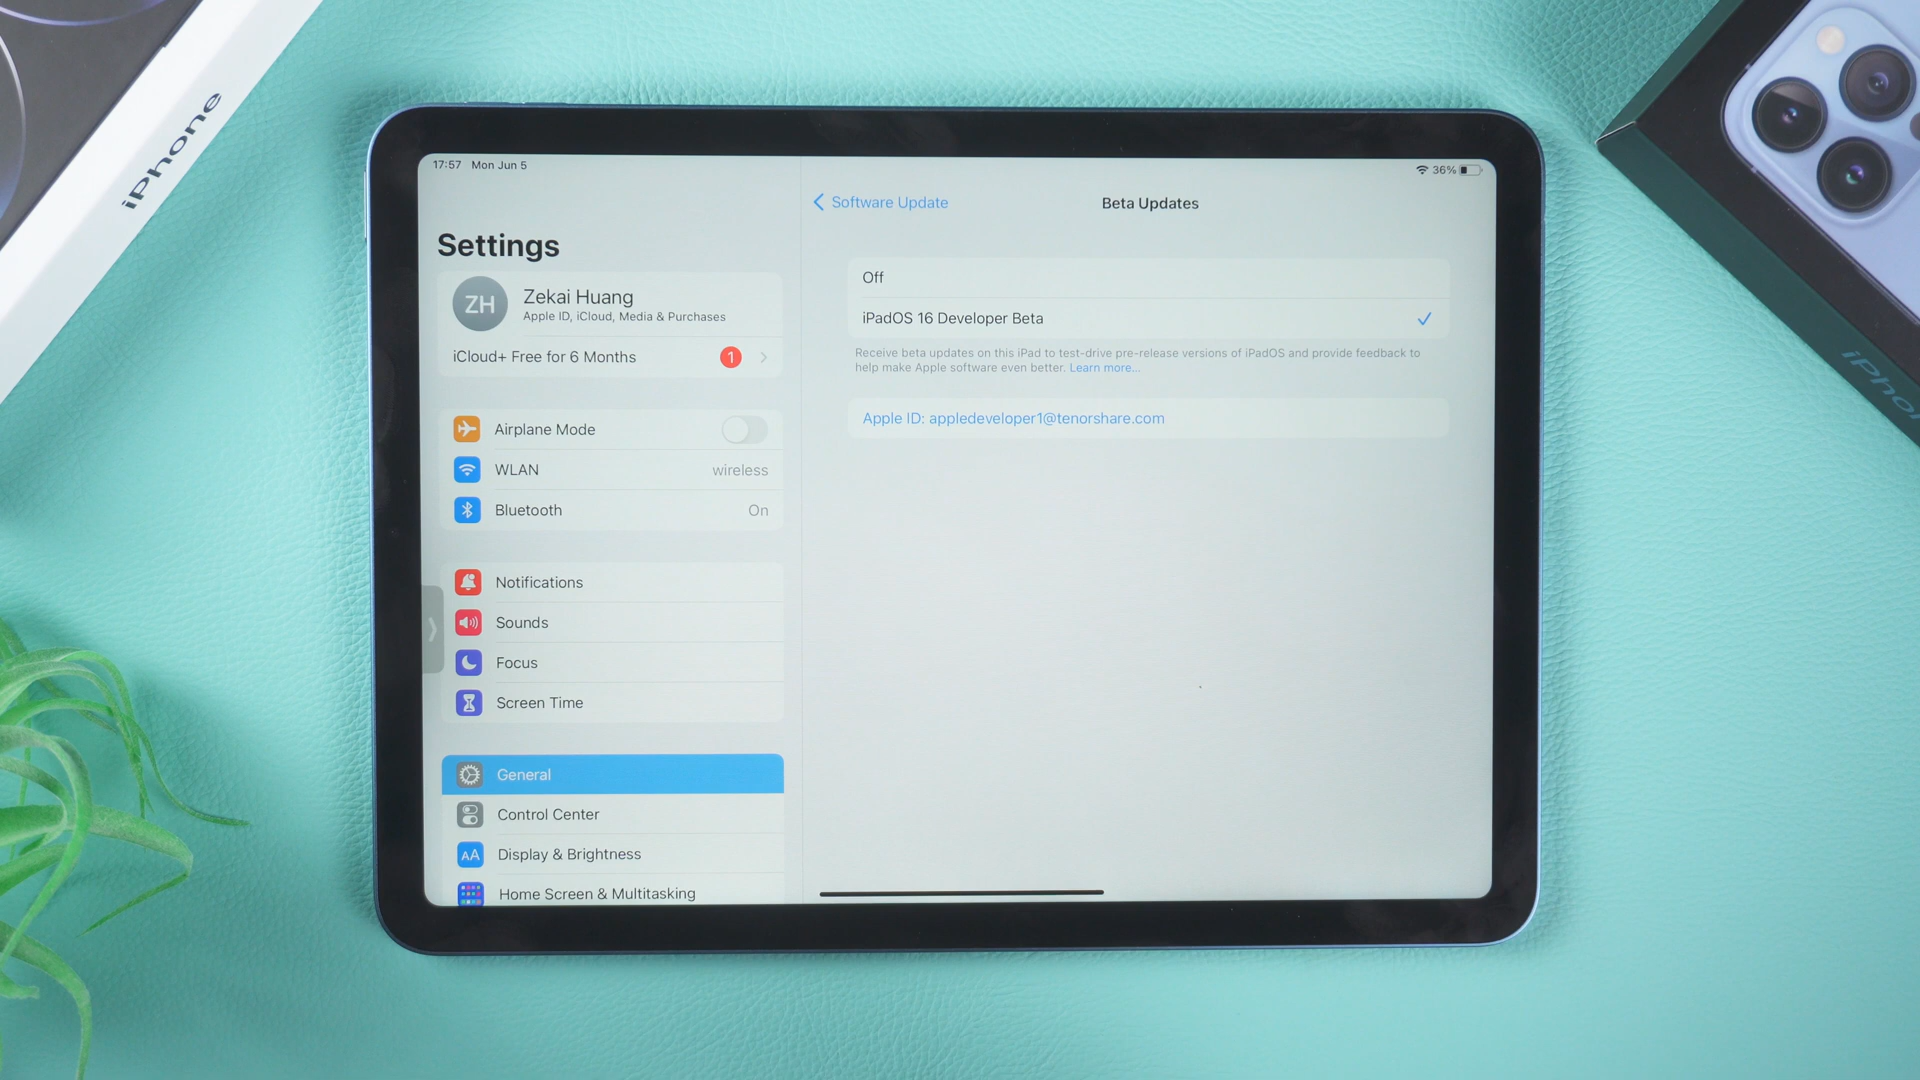 iPhone
17:57 Mon Jun 5
36%
Settings
ZH
Zekai Huang
Apple ID, iCloud, Media & Purchases
iCloud+ Free for 6 Months
1
Airplane Mode
WLAN
wireless
Bluetooth
On
Notifications
Sounds
Focus
Screen Time
General
Control Center
AA
Display & Brightness
Home Screen & Multitasking
Software Update
Beta Updates
Off
iPadOS 16 Developer Beta
Receive beta updates on this iPad to test-drive pre-release versions of iPadOS and provide feedback to
help make Apple software even better. Learn more...
Apple ID: appledeveloper1@tenorshare.com
iPho